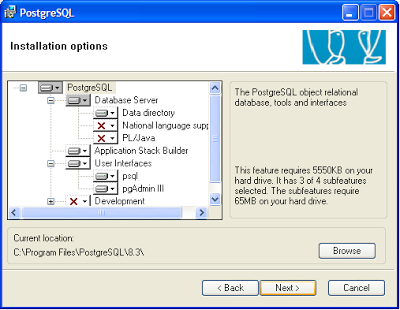 PostgreSQL
Installation options
PostgreSQL
Database Server
Data directory
National language supp
PL/Java
Application Stack Builder
User Interfaces
psql
pgAdmin III
Development
The PostgreSQL object relational
database, tools and interfaces
This feature requires 5550KB on your
hard drive. It has 3 of 4 subfeatures
selected. The subfeatures require
65MB on your hard drive.
Current location:
C:\Program Files\PostgreSQL\8.3\
Browse
< Back
Next >
Cancel